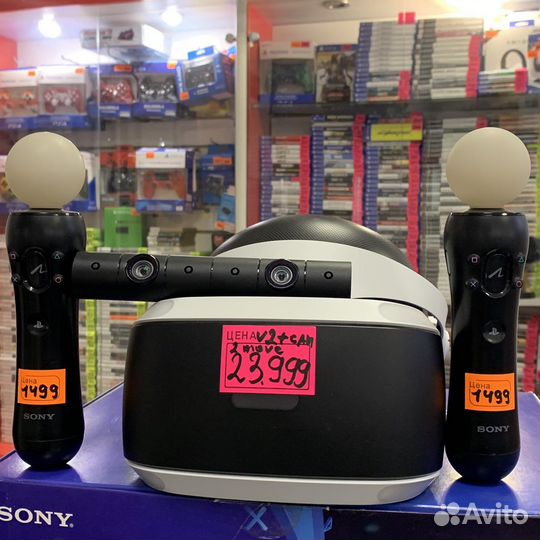 ЦЕНА V2+cAm
2 move
23.999
Цена
1499
SONY
Цена
1499
SONY
SONY
Avito